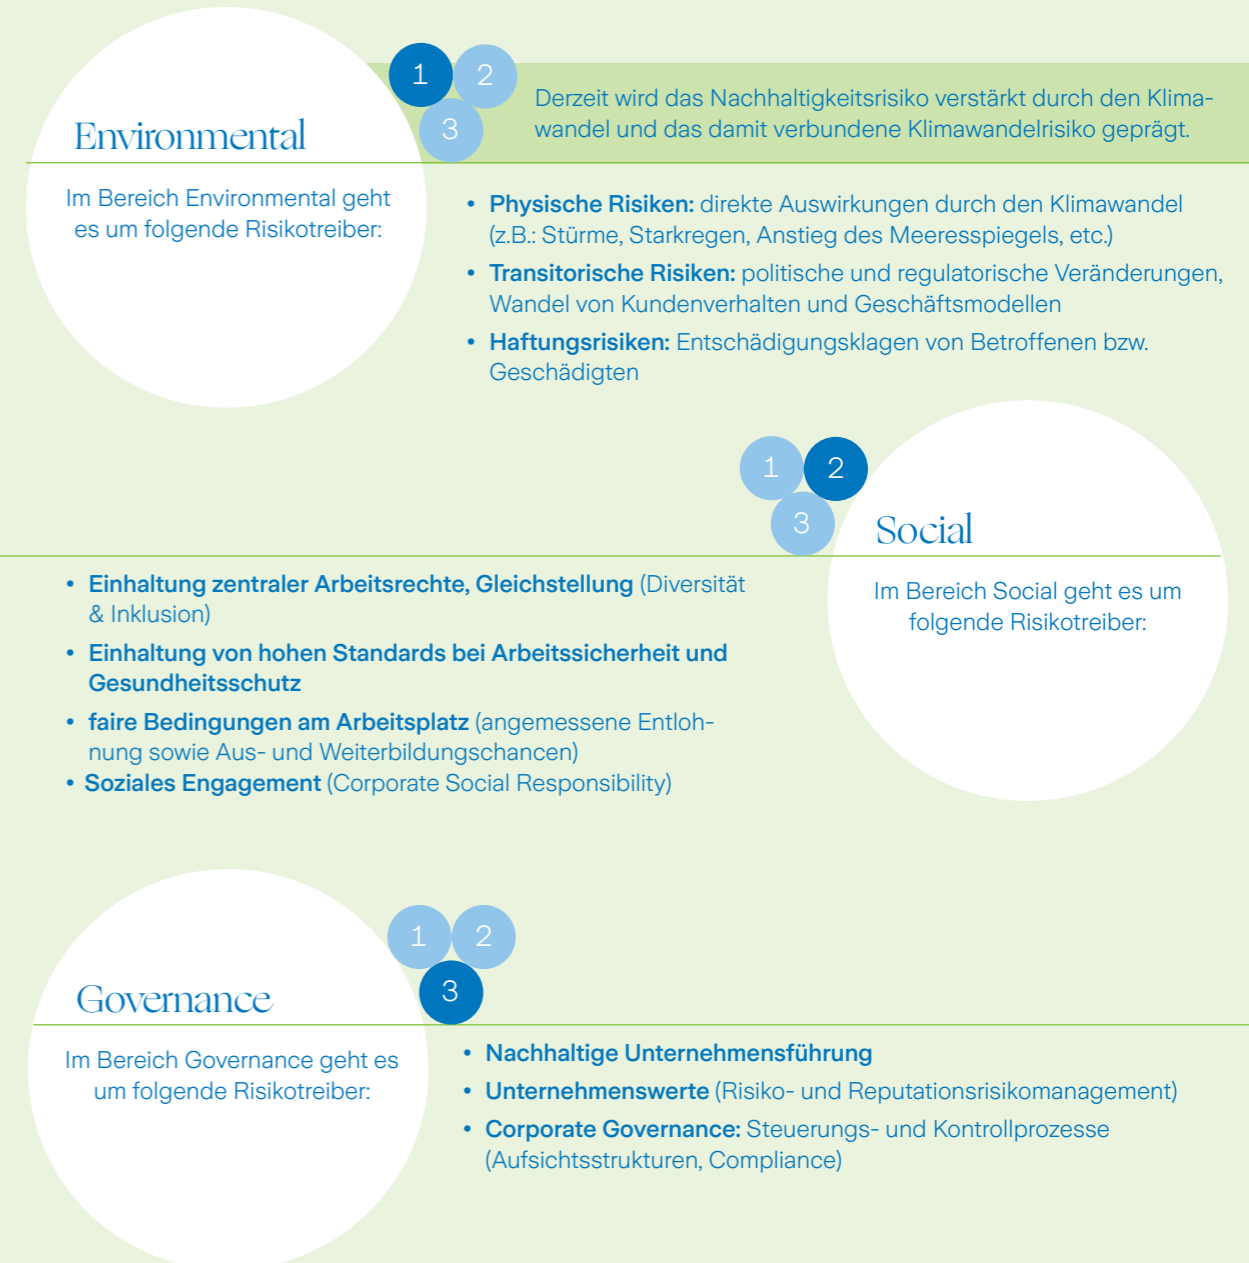 1 2
3
Derzeit wird das Nachhaltigkeitsrisiko verstärkt durch den Klima-
wandel und das damit verbundene Klimawandelrisiko geprägt.
Environmental
Im Bereich Environmental geht
es um folgende Risikotreiber:
• Physische Risiken: direkte Auswirkungen durch den Klimawandel
(z.B.: Stürme, Starkregen, Anstieg des Meeresspiegels, etc.)
• Transitorische Risiken: politische und regulatorische Veränderungen,
Wandel von Kundenverhalten und Geschäftsmodellen
• Haftungsrisiken: Entschädigungsklagen von Betroffenen bzw.
Geschädigten
1 2
3
Social
Im Bereich Social geht es um
folgende Risikotreiber:
• Einhaltung zentraler Arbeitsrechte, Gleichstellung (Diversität
& Inklusion)
• Einhaltung von hohen Standards bei Arbeitssicherheit und
Gesundheitsschutz
• faire Bedingungen am Arbeitsplatz (angemessene Entloh-
nung sowie Aus- und Weiterbildungschancen)
• Soziales Engagement (Corporate Social Responsibility)
1 2
3
Governance
Im Bereich Governance geht es
um folgende Risikotreiber:
• Nachhaltige Unternehmensführung
• Unternehmenswerte (Risiko- und Reputationsrisikomanagement)
• Corporate Governance: Steuerungs- und Kontrollprozesse
(Aufsichtsstrukturen, Compliance)